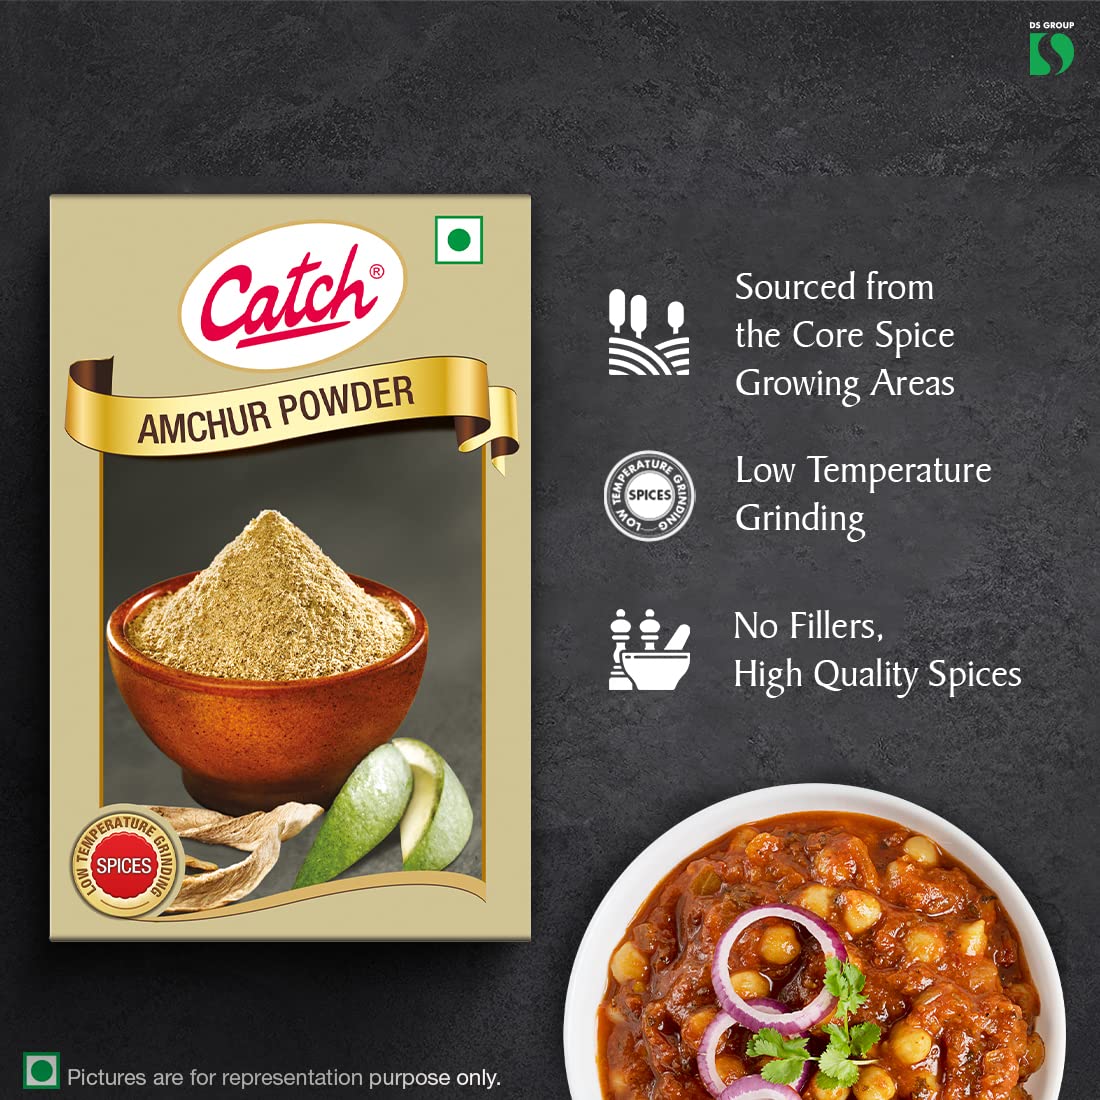 DS GROUP
Catch®
AMCHUR POWDER
LOW TEMPERATURE GRINDING
SPICES
Sourced from
the Core Spice
Growing Areas
LOW TEMPERATURE GRINDING
SPICES
Low Temperature
Grinding
No Fillers,
High Quality Spices
Pictures are for representation purpose only.